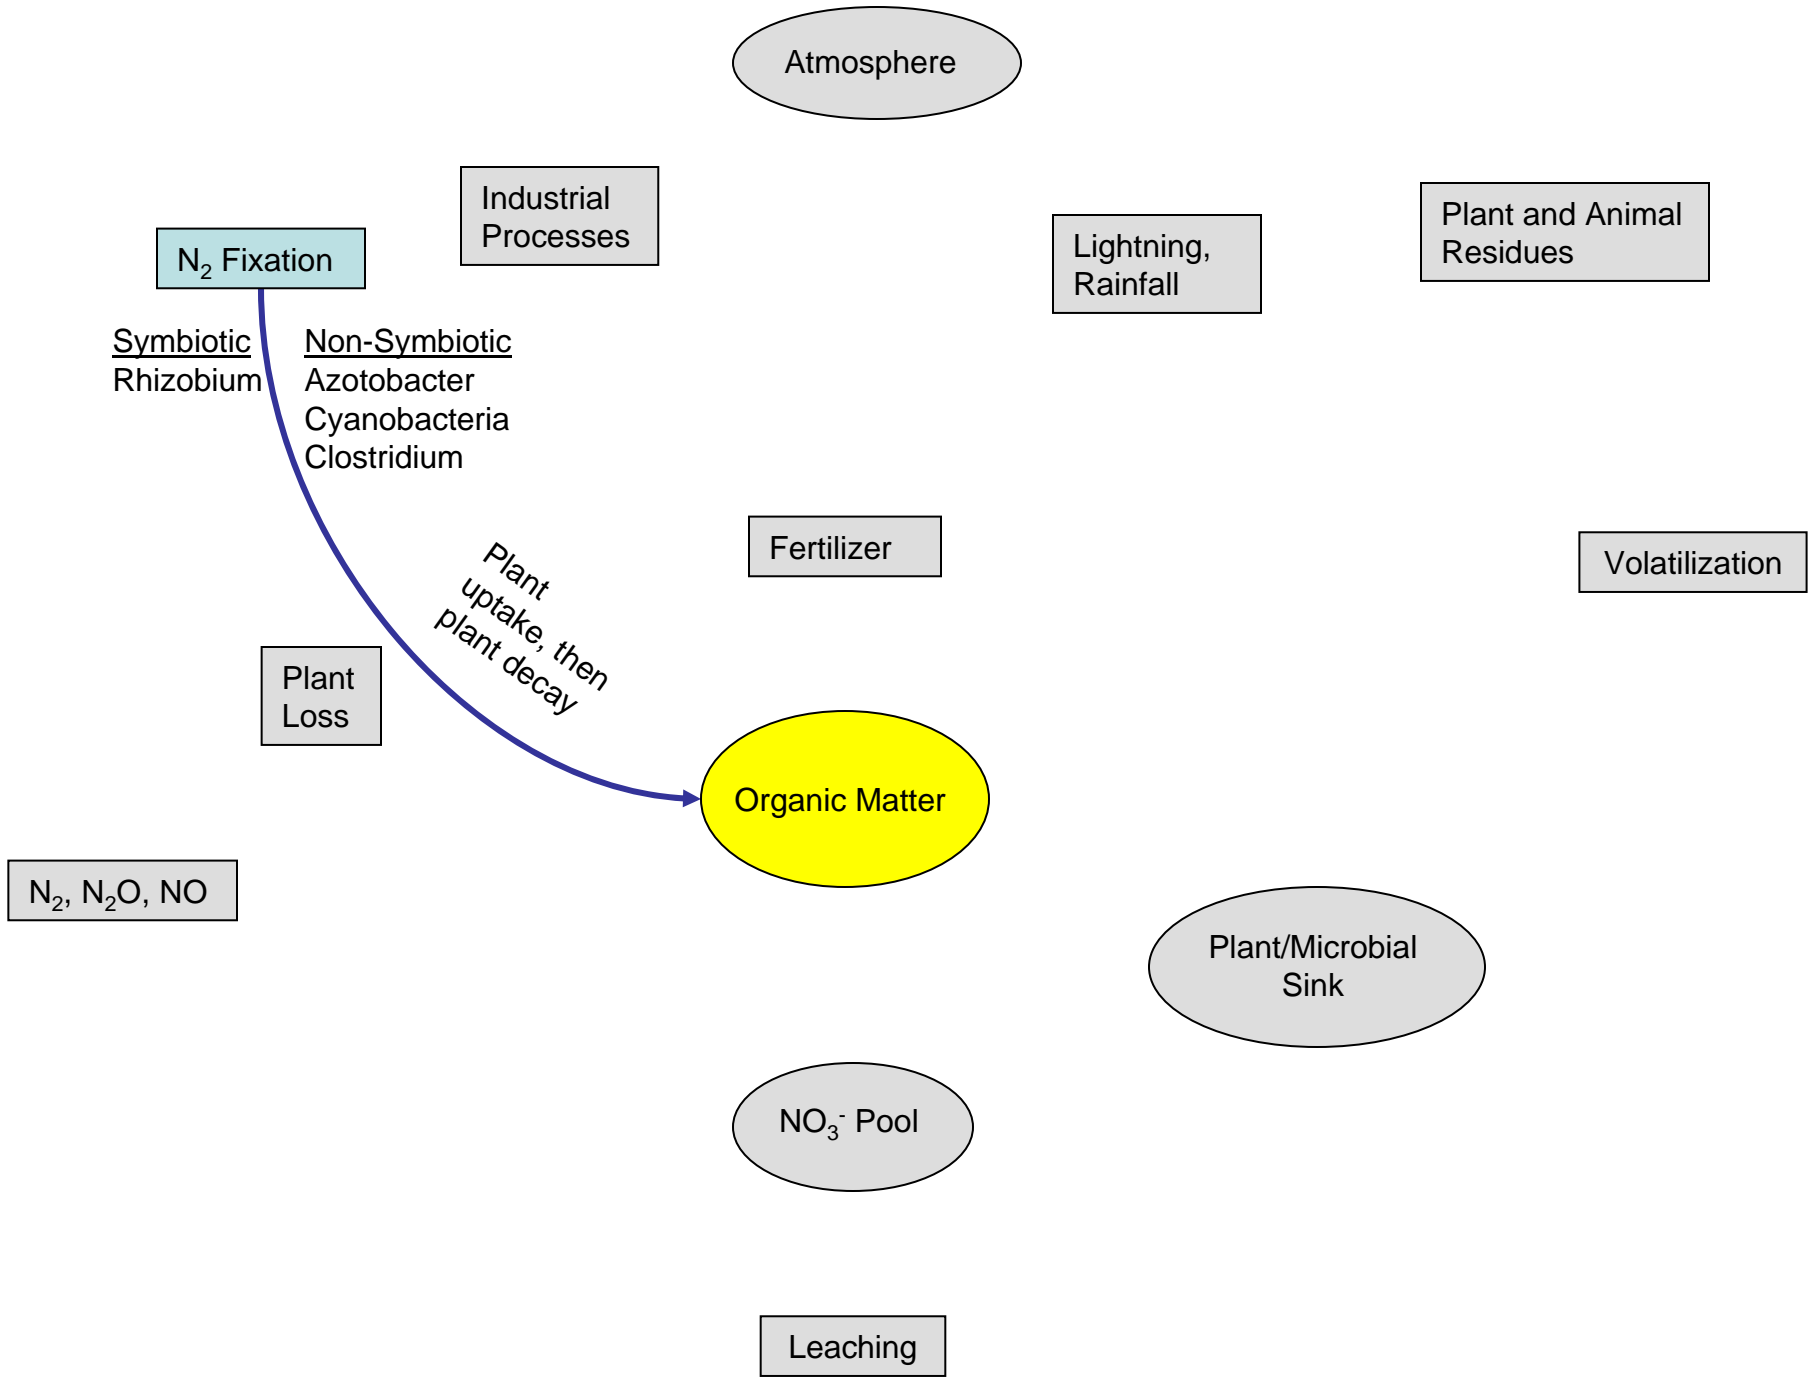 Atmosphere
Industrial
Processes
Plant and Animal
Residues
Lightning,
Rainfall
N₂ Fixation
Symbiotic
Rhizobium
Non-Symbiotic
Azotobacter
Cyanobacteria
Clostridium
Fertilizer
Volatilization
Plant
uptake, then
plant decay
Plant
Loss
Organic Matter
N₂, N₂O, NO
Plant/Microbial
Sink
NO₃⁻ Pool
Leaching